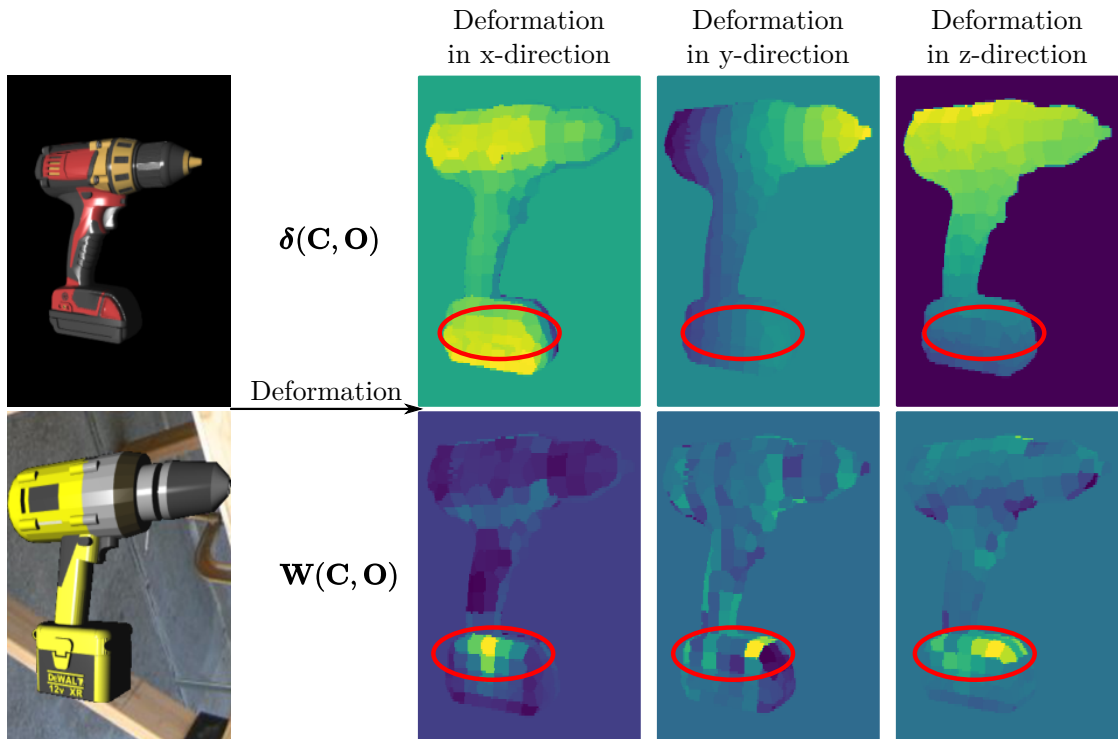 Deformation
in x-direction
Deformation
in y-direction
Deformation
in z-direction
δ(C, O)
Deformation
W(C, O)
DEWALT
12v XR